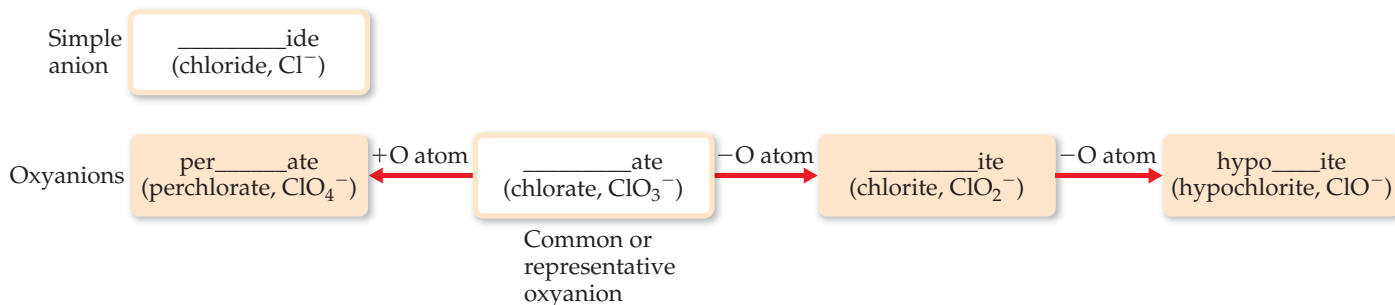 Simple
anion
_________ide
(chloride, Cl⁻)
Oxyanions
per______ate
(perchlorate, ClO₄⁻)
+O atom
_________ate
(chlorate, ClO₃⁻)
−O atom
_________ite
(chlorite, ClO₂⁻)
−O atom
hypo____ite
(hypochlorite, ClO⁻)
Common or
representative
oxyanion